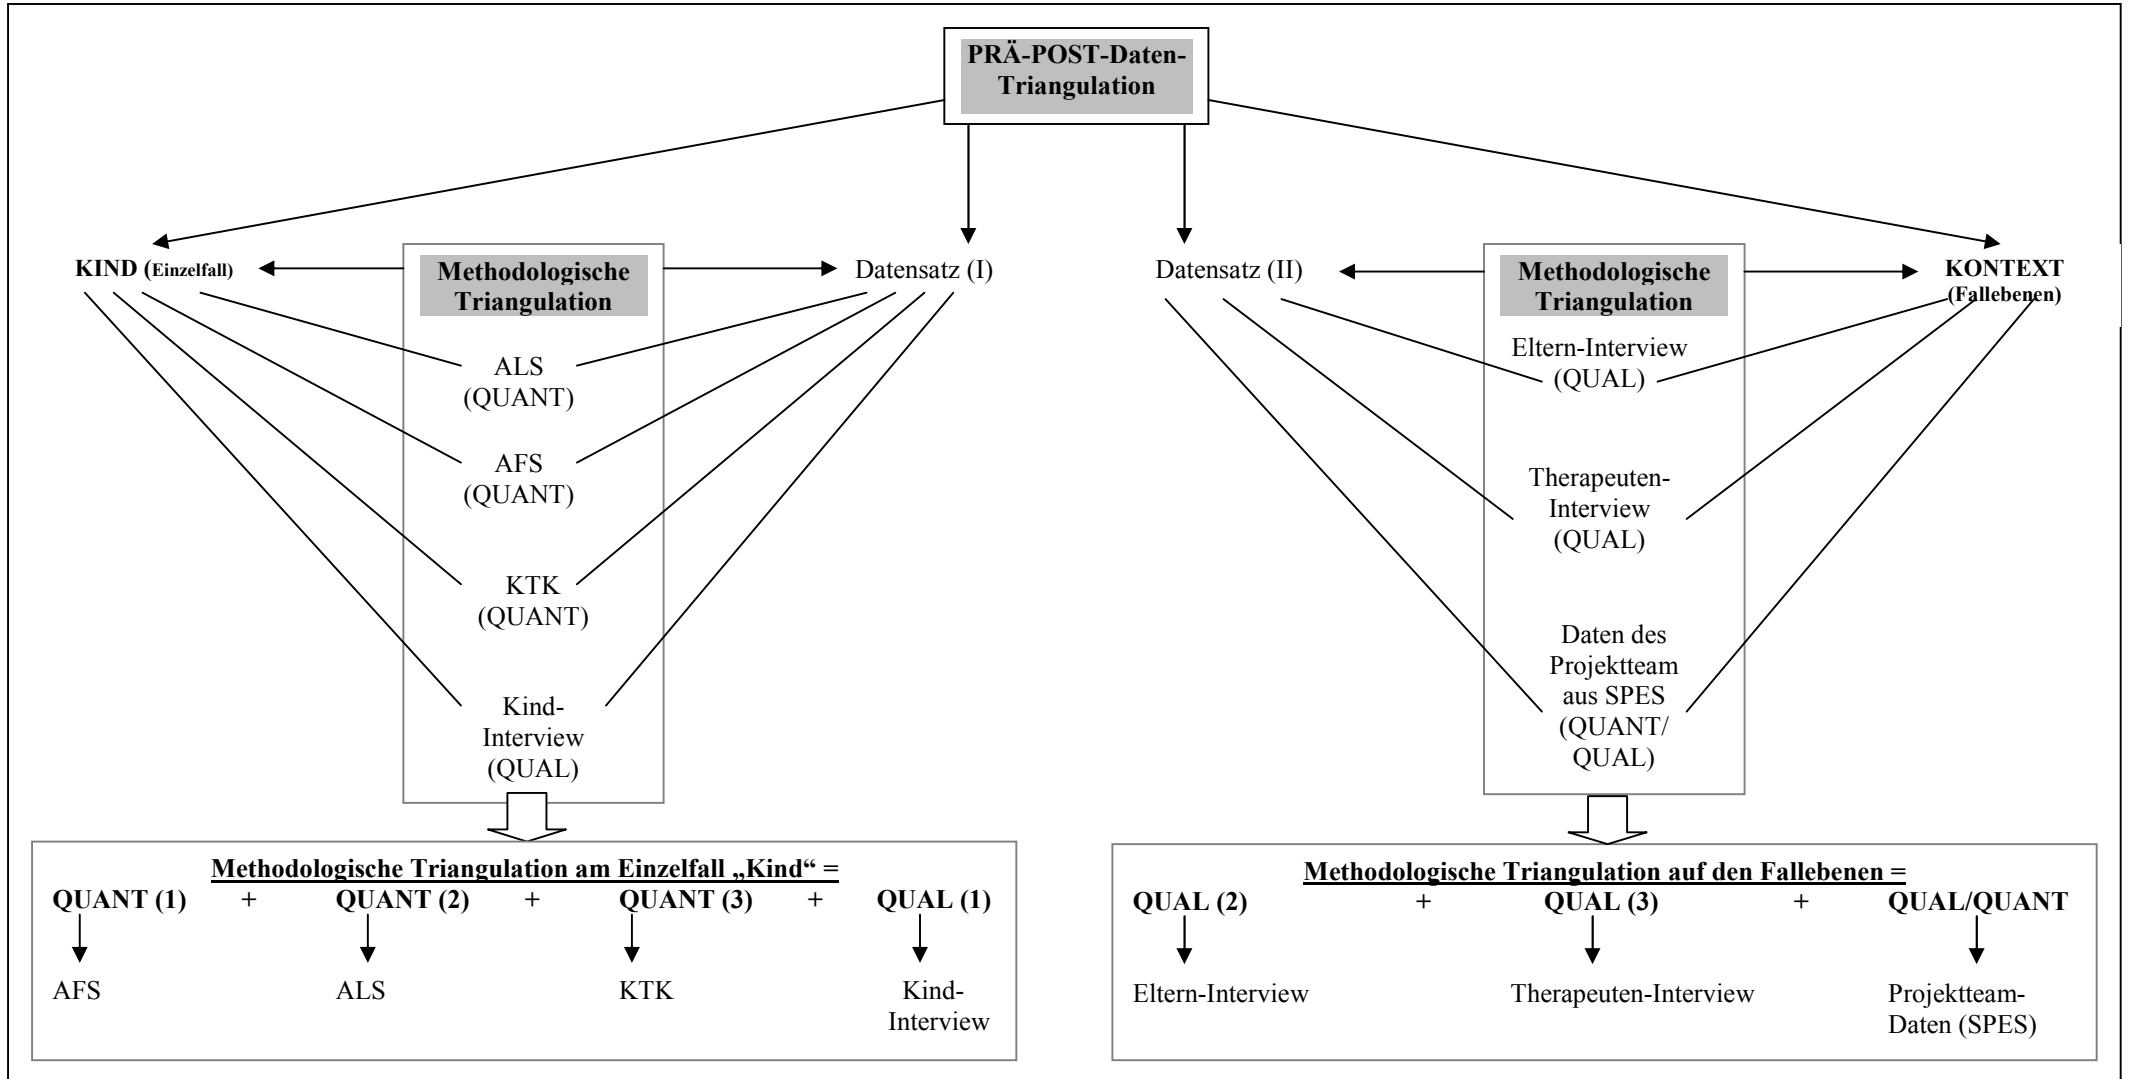 PRÄ-POST-Daten-
Triangulation
KIND (Einzelfall)
Methodologische
Triangulation
Datensatz (I)
Datensatz (II)
Methodologische
Triangulation
KONTEXT
(Fallebenen)
ALS
(QUANT)
AFS
(QUANT)
KTK
(QUANT)
Kind-
Interview
(QUAL)
Eltern-Interview
(QUAL)
Therapeuten-
Interview
(QUAL)
Daten des
Projektteam
aus SPES
(QUANT/
QUAL)
Methodologische Triangulation am Einzelfall „Kind“ =
QUANT (1) + QUANT (2) + QUANT (3) + QUAL (1)
AFS ALS KTK Kind-
Interview
Methodologische Triangulation auf den Fallebenen =
QUAL (2) + QUAL (3) + QUAL/QUANT
Eltern-Interview Therapeuten-Interview Projektteam-
Daten (SPES)